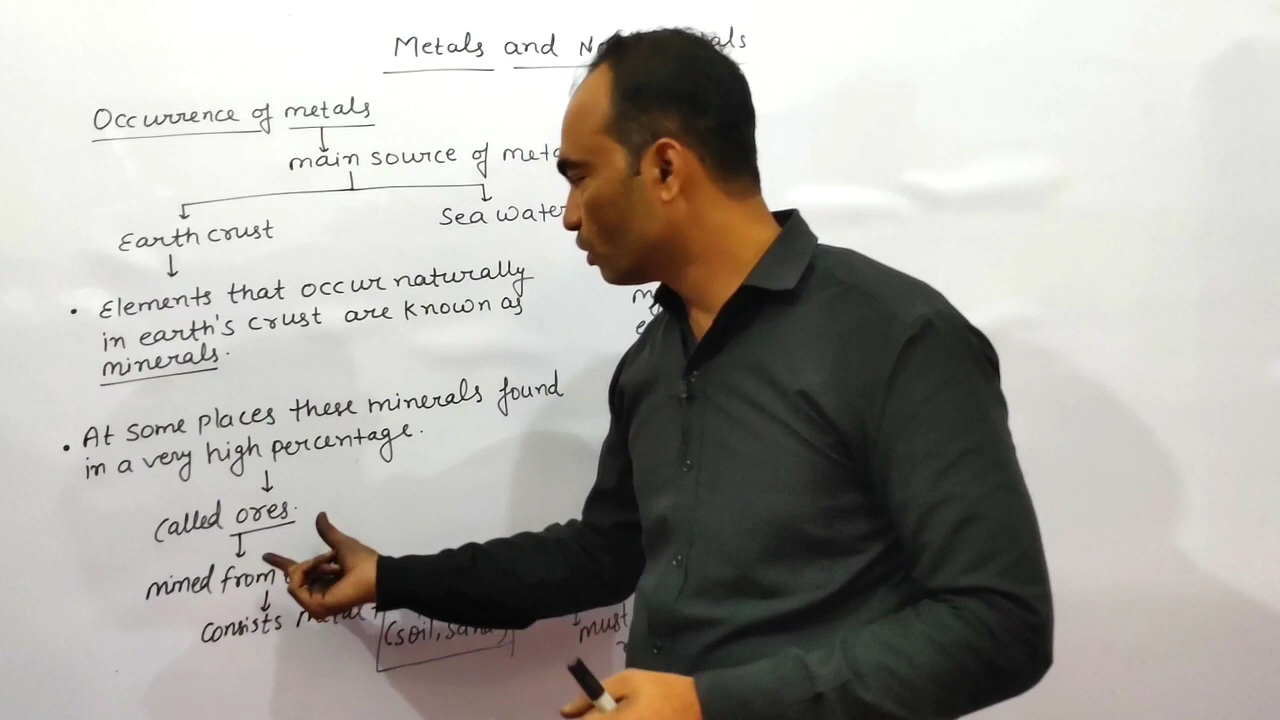 Metals and
Occurrence of metals
main source of
Earth crust
Sea water
• Elements that occur naturally
in earth's crust are known as
minerals.
• At some places these minerals found
in a very high percentage.
called ores.
mined from
consists metal +
(soil, sand)
must